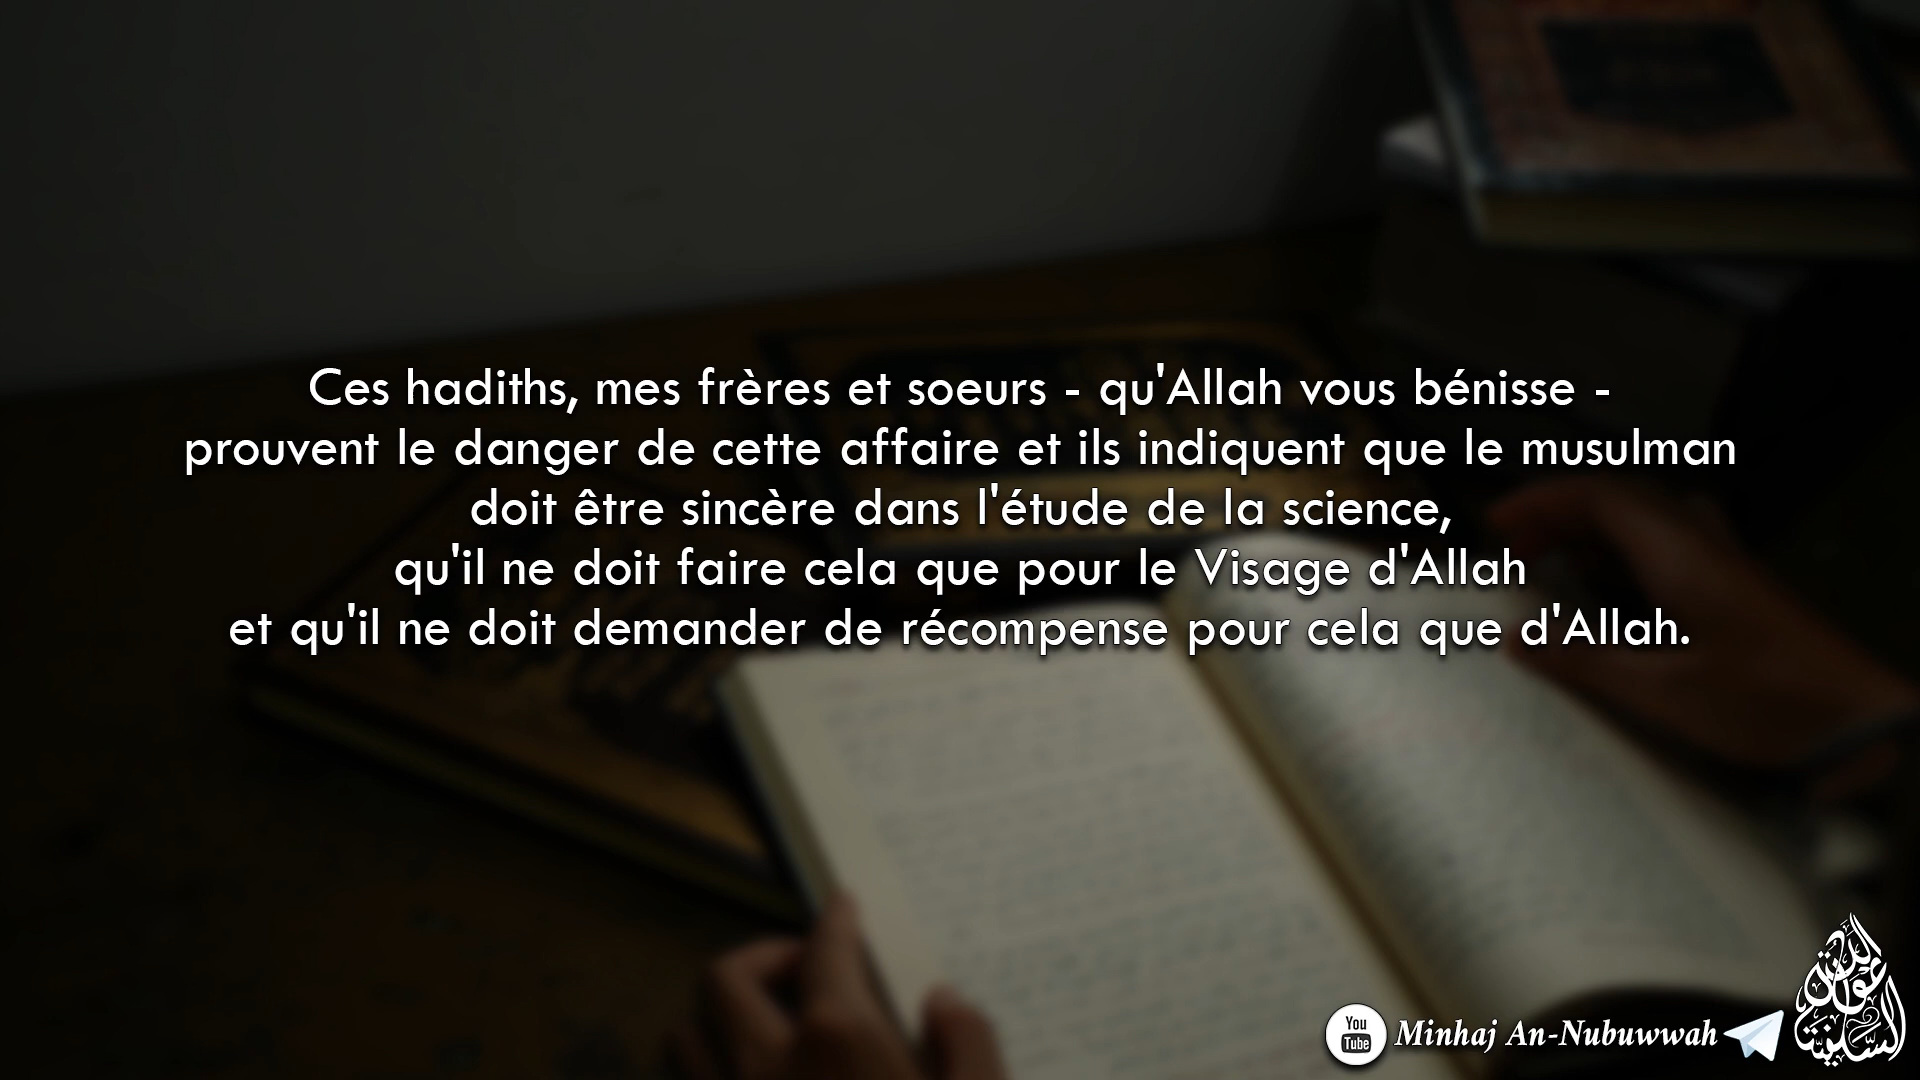 Ces hadiths, mes frères et soeurs - qu'Allah vous bénisse -
prouvent le danger de cette affaire et ils indiquent que le musulman
doit être sincère dans l'étude de la science,
qu'il ne doit faire cela que pour le Visage d'Allah
et qu'il ne doit demander de récompense pour cela que d'Allah.
You
Tube
Minhaj An-Nubuwwah